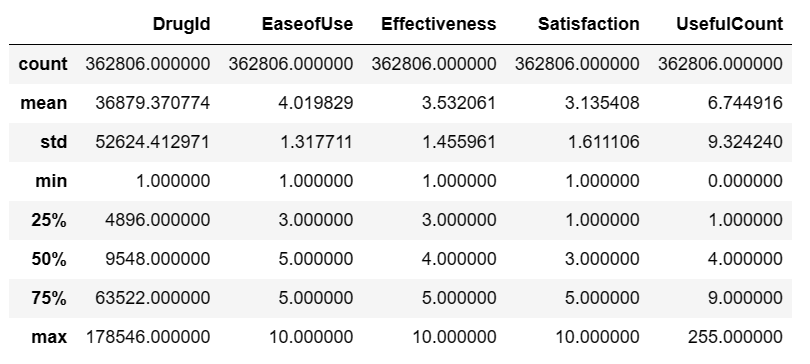 DrugId EaseofUse Effectiveness Satisfaction UsefulCount
count 362806.000000 362806.000000 362806.000000 362806.000000 362806.000000
mean 36879.370774 4.019829 3.532061 3.135408 6.744916
std 52624.412971 1.317711 1.455961 1.611106 9.324240
min 1.000000 1.000000 1.000000 1.000000 0.000000
25% 4896.000000 3.000000 3.000000 1.000000 1.000000
50% 9548.000000 5.000000 4.000000 3.000000 4.000000
75% 63522.000000 5.000000 5.000000 5.000000 9.000000
max 178546.000000 10.000000 10.000000 10.000000 255.000000